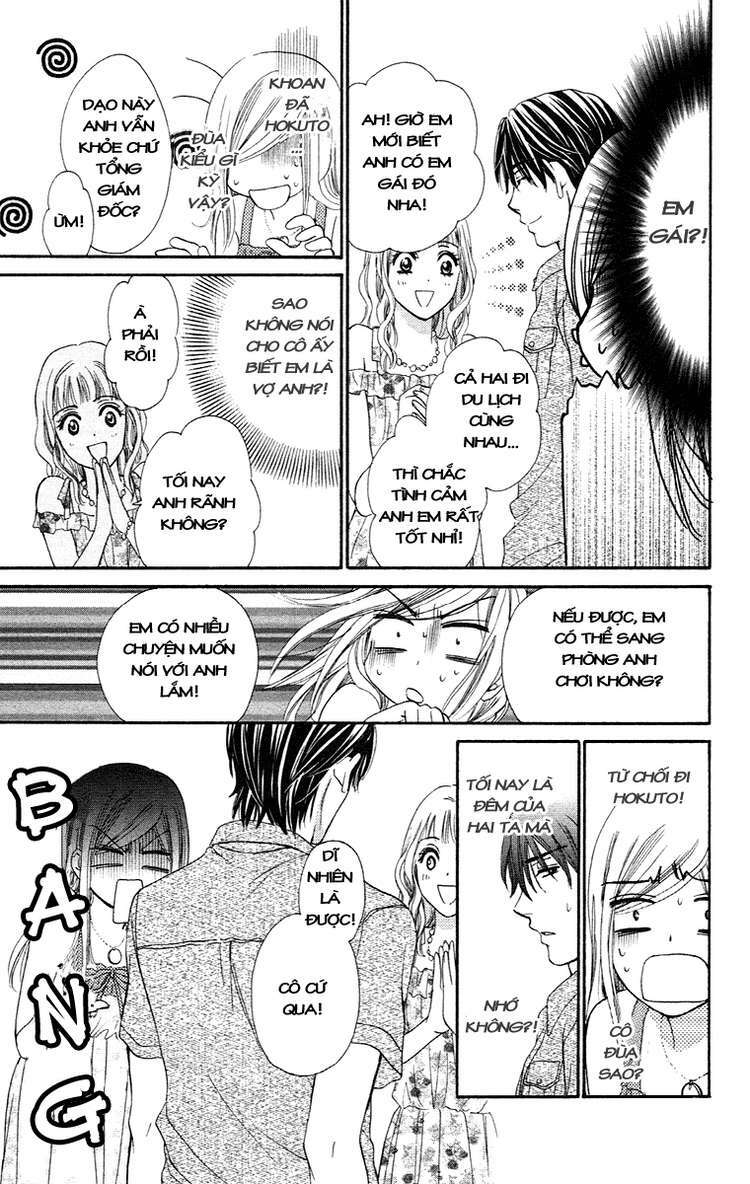 EM
GÁI?!
AH! GIỜ EM
MỚI BIẾT
ANH CÓ EM
GÁI ĐÓ
NHA!
CẢ HAI ĐI
DU LỊCH
CÙNG
NHAU...
THÌ CHẮC
TÌNH CẢM
ANH EM RẤT
TỐT NHỈ!
KHOAN
ĐÃ
HOKUTO
...
ĐÙA
KIỂU GÌ
KỲ
VẬY?
DẠO NÀY
ANH VẪN
KHỎE CHỨ
TỔNG
GIÁM
ĐỐC?
ỪM!
SAO
KHÔNG NÓI
CHO CÔ ẤY
BIẾT EM LÀ
VỢ ANH?!
À
PHẢI
RỒI!
TỐI NAY
ANH RÃNH
KHÔNG?
NẾU ĐƯỢC, EM
CÓ THỂ SANG
PHÒNG ANH
CHƠI KHÔNG?
EM CÓ NHIỀU
CHUYỆN MUỐN
NÓI VỚI ANH
LẮM!
TỪ CHỐI ĐI
HOKUTO!
CÔ
ĐÙA
SAO?
TỐI NAY LÀ
ĐÊM CỦA
HAI TA MÀ
NHỚ
KHÔNG?!
DĨ
NHIÊN LÀ
ĐƯỢC!
CÔ CỨ
QUA!
BANG